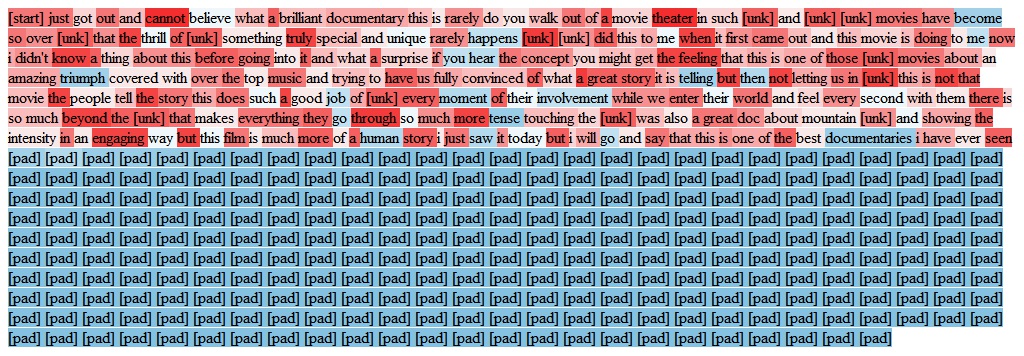 [start] just got out and cannot believe what a brilliant documentary this is rarely do you walk out of a movie theater in such [unk] and [unk] [unk] movies have become
so over [unk] that the thrill of [unk] something truly special and unique rarely happens [unk] [unk] did this to me when it first came out and this movie is doing to me now
i didn't know a thing about this before going into it and what a surprise if you hear the concept you might get the feeling that this is one of those [unk] movies about an
amazing triumph covered with over the top music and trying to have us fully convinced of what a great story it is telling but then not letting us in [unk] this is not that
movie the people tell the story this does such a good job of [unk] every moment of their involvement while we enter their world and feel every second with them there is
so much beyond the [unk] that makes everything they go through so much more tense touching the [unk] was also a great doc about mountain [unk] and showing the
intensity in an engaging way but this film is much more of a human story i just saw it today but i will go and say that this is one of the best documentaries i have ever seen
[pad] [pad] [pad] [pad] [pad] [pad] [pad] [pad] [pad] [pad] [pad] [pad] [pad] [pad] [pad] [pad] [pad] [pad] [pad] [pad] [pad] [pad] [pad] [pad] [pad] [pad] [pad]
[pad] [pad] [pad] [pad] [pad] [pad] [pad] [pad] [pad] [pad] [pad] [pad] [pad] [pad] [pad] [pad] [pad] [pad] [pad] [pad] [pad] [pad] [pad] [pad] [pad] [pad] [pad]
[pad] [pad] [pad] [pad] [pad] [pad] [pad] [pad] [pad] [pad] [pad] [pad] [pad] [pad] [pad] [pad] [pad] [pad] [pad] [pad] [pad] [pad] [pad] [pad] [pad] [pad] [pad]
[pad] [pad] [pad] [pad] [pad] [pad] [pad] [pad] [pad] [pad] [pad] [pad] [pad] [pad] [pad] [pad] [pad] [pad] [pad] [pad] [pad] [pad] [pad] [pad] [pad] [pad] [pad]
[pad] [pad] [pad] [pad] [pad] [pad] [pad] [pad] [pad] [pad] [pad] [pad] [pad] [pad] [pad] [pad] [pad] [pad] [pad] [pad] [pad] [pad] [pad] [pad] [pad] [pad] [pad]
[pad] [pad] [pad] [pad] [pad] [pad] [pad] [pad] [pad] [pad] [pad] [pad] [pad] [pad] [pad] [pad] [pad] [pad] [pad] [pad] [pad] [pad] [pad] [pad] [pad] [pad] [pad]
[pad] [pad] [pad] [pad] [pad] [pad] [pad] [pad] [pad] [pad] [pad] [pad] [pad] [pad] [pad] [pad] [pad] [pad] [pad] [pad] [pad] [pad] [pad] [pad] [pad] [pad] [pad]
[pad] [pad] [pad] [pad] [pad] [pad] [pad] [pad] [pad] [pad] [pad] [pad] [pad] [pad] [pad] [pad] [pad] [pad] [pad] [pad] [pad] [pad] [pad] [pad] [pad] [pad] [pad]
[pad] [pad] [pad] [pad] [pad] [pad] [pad] [pad] [pad] [pad] [pad] [pad] [pad] [pad] [pad] [pad] [pad] [pad] [pad] [pad] [pad] [pad] [pad] [pad] [pad] [pad] [pad]
[pad] [pad] [pad] [pad] [pad] [pad] [pad] [pad] [pad] [pad] [pad] [pad] [pad] [pad] [pad] [pad] [pad] [pad] [pad] [pad] [pad] [pad] [pad] [pad]